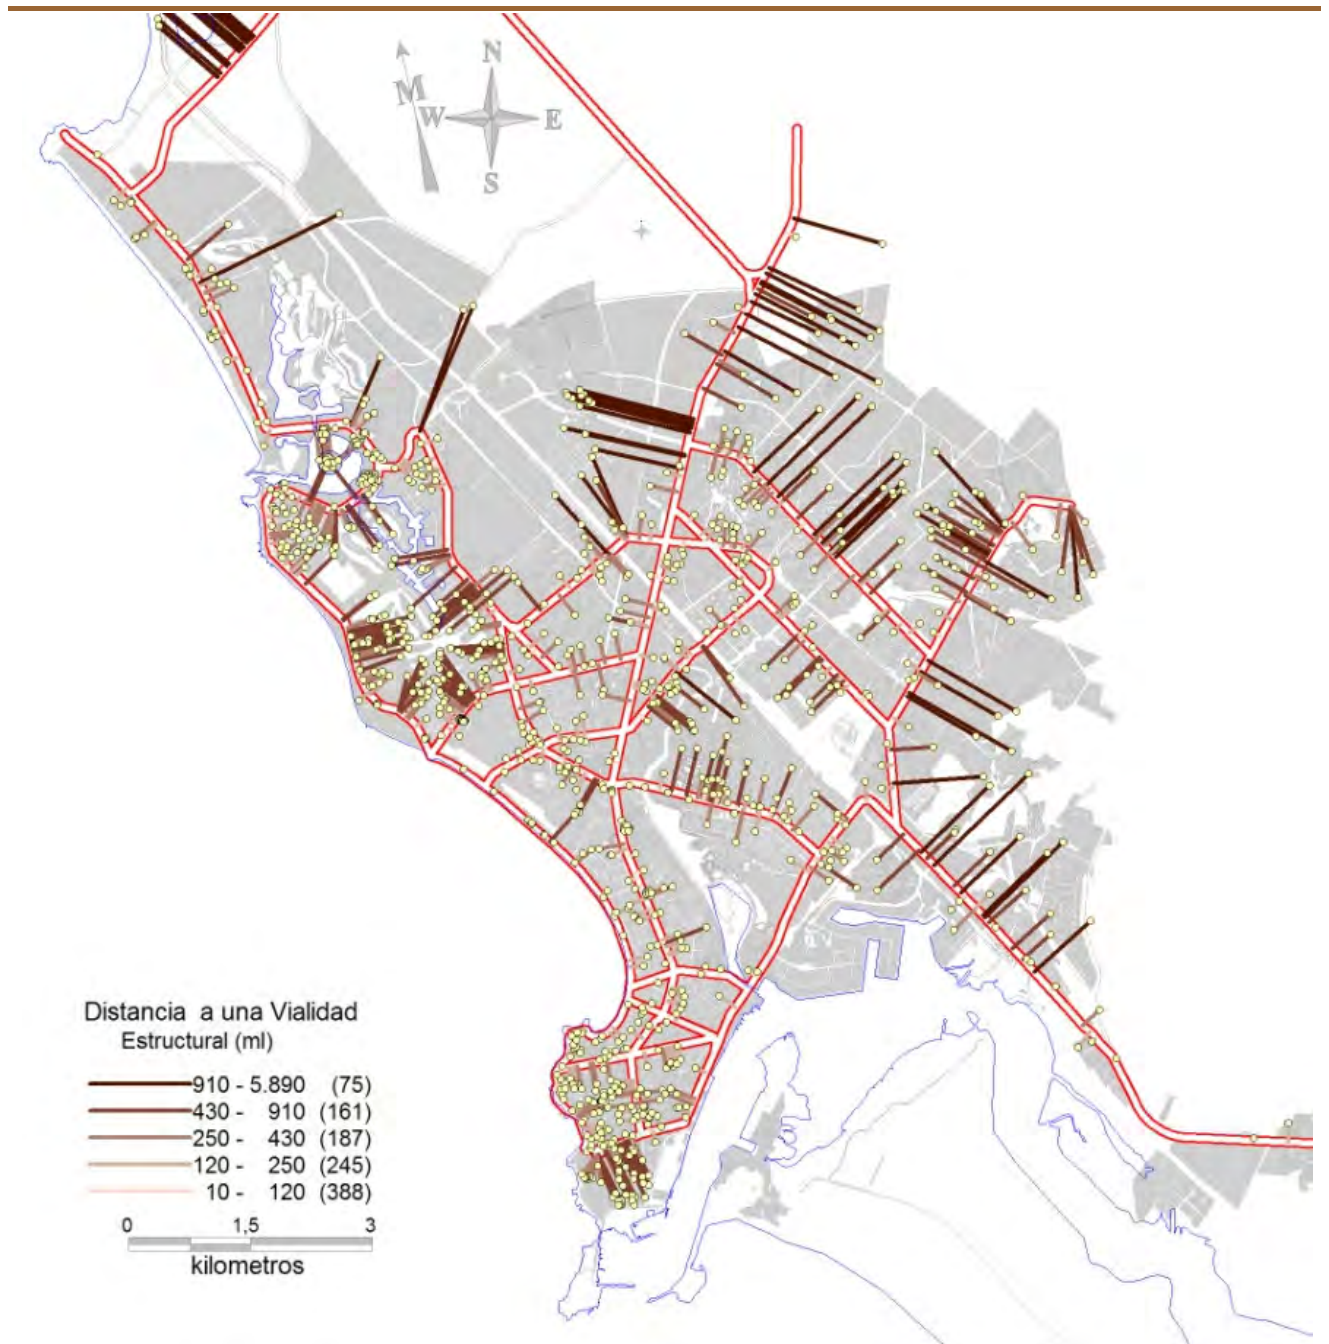 N
M
W E
S
Distancia a una Vialidad
Estructural (ml)
910 - 5.890 (75)
430 - 910 (161)
250 - 430 (187)
120 - 250 (245)
10 - 120 (388)
0 1,5 3
kilometros